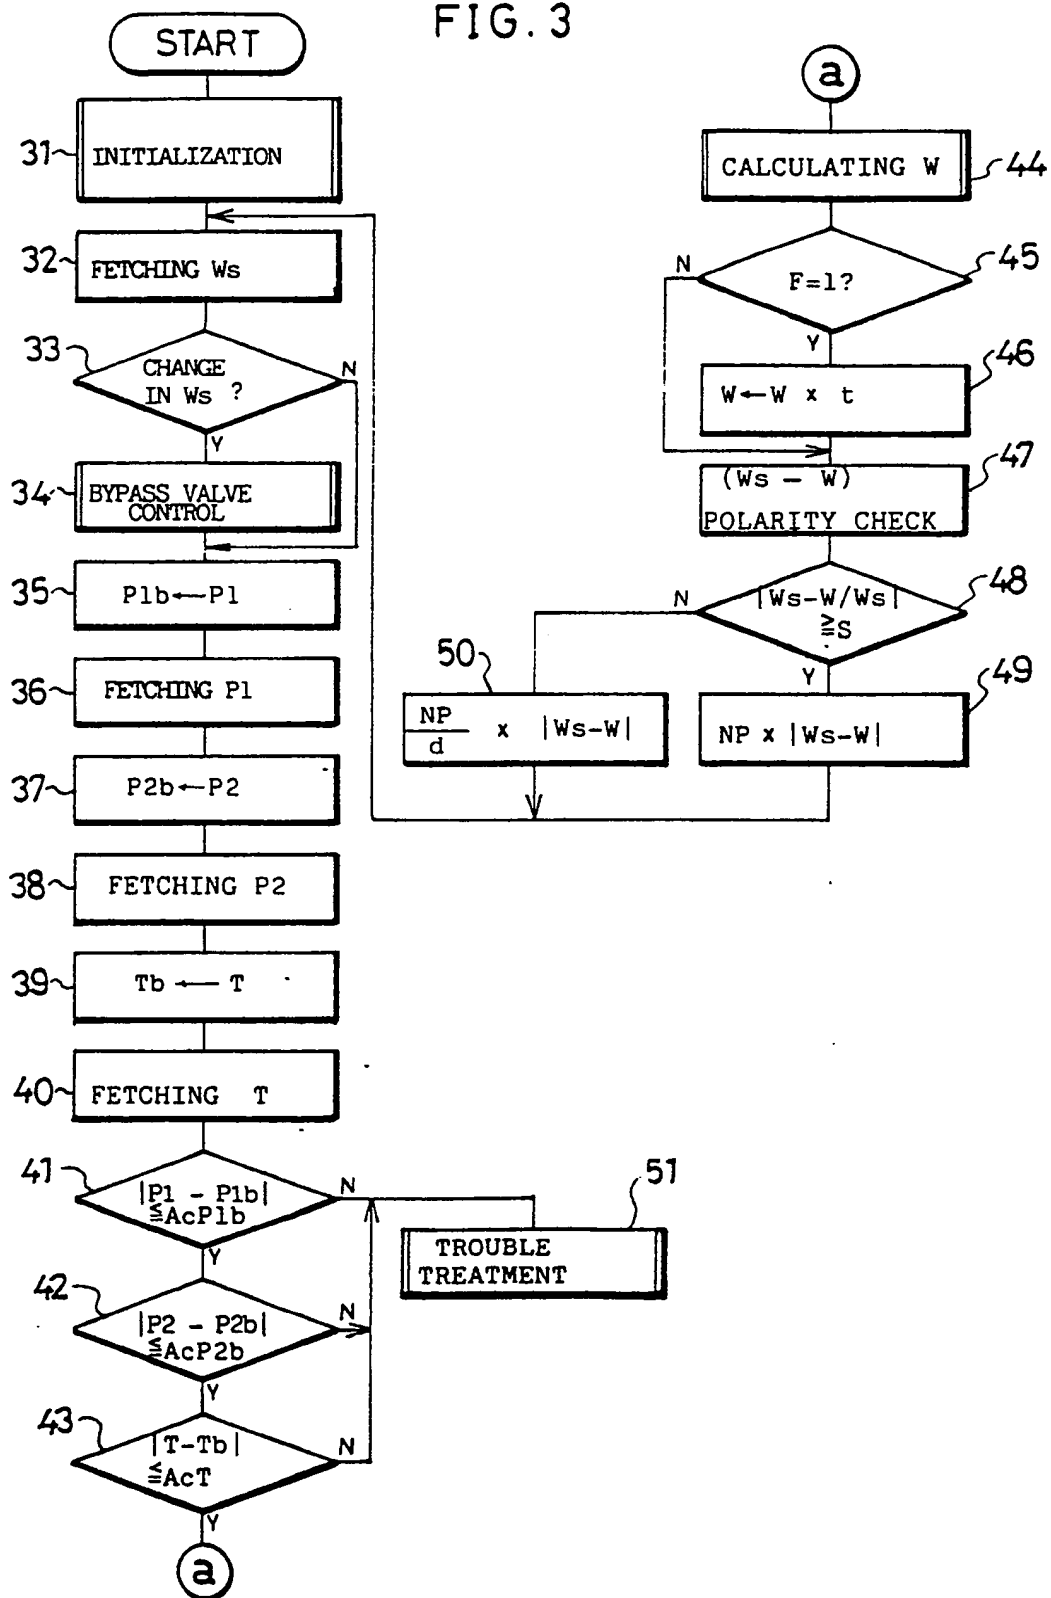 FIG. 3
START
31
INITIALIZATION
32
FETCHING Ws
33
CHANGE
IN Ws ?
N
Y
34
BYPASS VALVE
CONTROL
35
P1b←P1
36
FETCHING P1
37
P2b←P2
38
FETCHING P2
39
Tb ← T
40
FETCHING T
41
|P1 - P1b|
≦AcP1b
N
Y
42
|P2 - P2b|
≦AcP2b
N
Y
43
|T-Tb|
≦AcT
N
Y
a
51
TROUBLE
TREATMENT
a
44
CALCULATING W
45
F=1?
N
Y
46
W←W x t
47
(Ws - W)
POLARITY CHECK
48
|Ws-W/Ws|
≧S
N
Y
49
NP x |Ws-W|
50
NP
d
x |Ws-W|